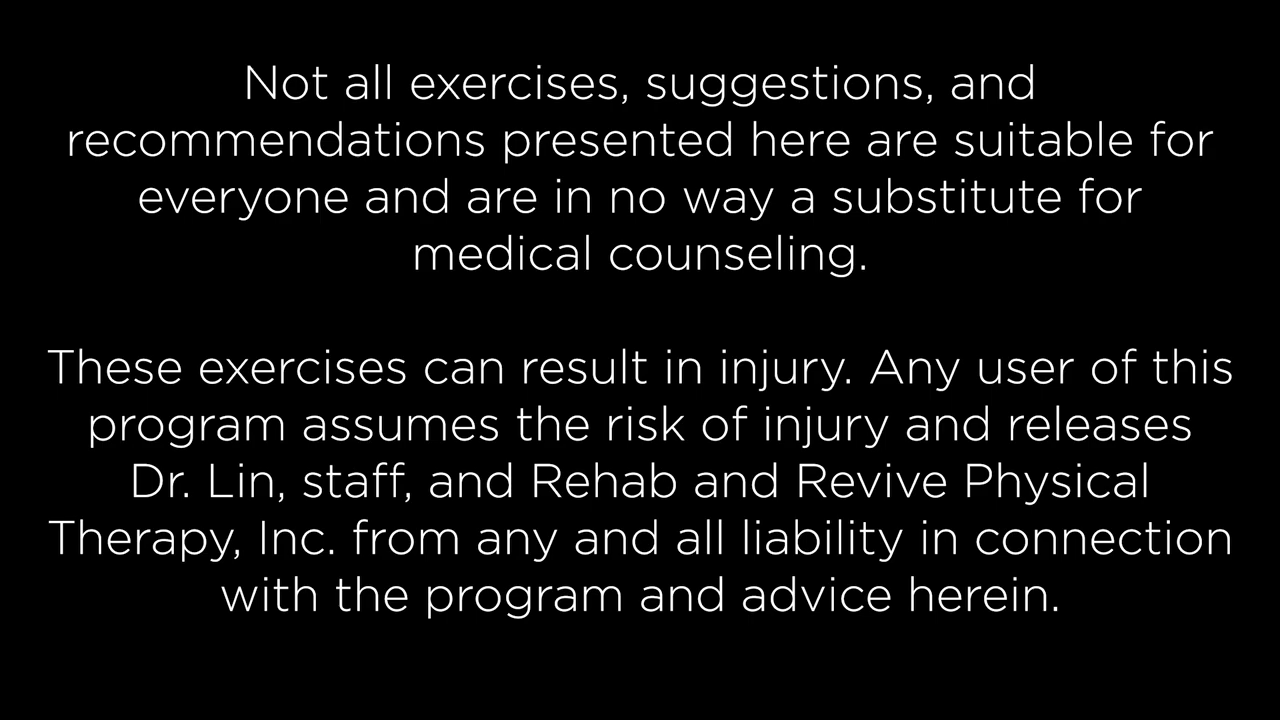 Not all exercises, suggestions, and
recommendations presented here are suitable for
everyone and are in no way a substitute for
medical counseling.
These exercises can result in injury. Any user of this
program assumes the risk of injury and releases
Dr. Lin, staff, and Rehab and Revive Physical
Therapy, Inc. from any and all liability in connection
with the program and advice herein.